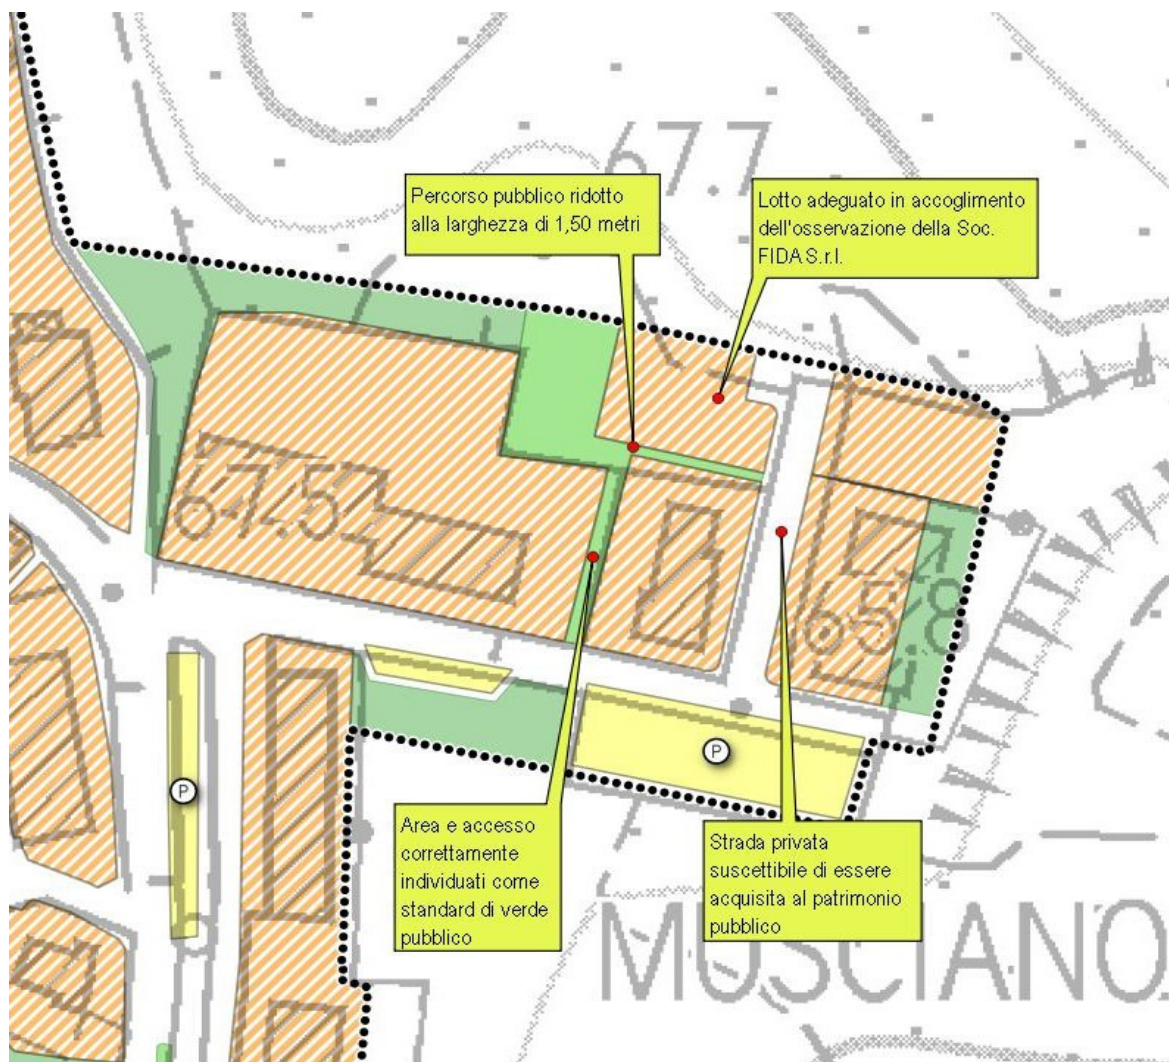 67.7
Percorso pubblico ridotto
alla larghezza di 1,50 metri
Lotto adeguato in accoglimento
dell'osservazione della Soc.
FIDA S.r.l.
67.5
65.8
P
P
Area e accesso
correttamente
individuati come
standard di verde
pubblico
Strada privata
suscettibile di essere
acquisita al patrimonio
pubblico
MUSCIANO